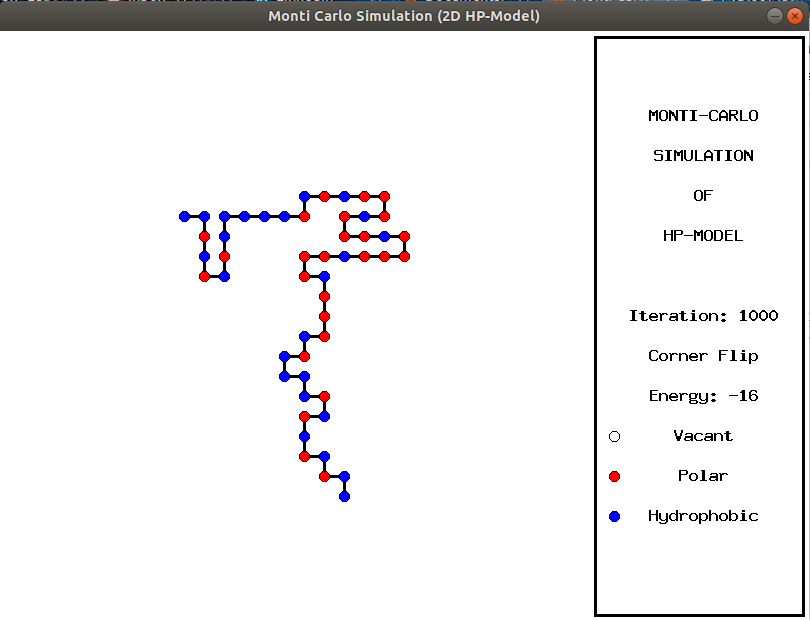 Monti Carlo Simulation (2D HP-Model)
MONTI-CARLO
SIMULATION
OF
HP-MODEL
Iteration: 1000
Corner Flip
Energy: -16
Vacant
Polar
Hydrophobic